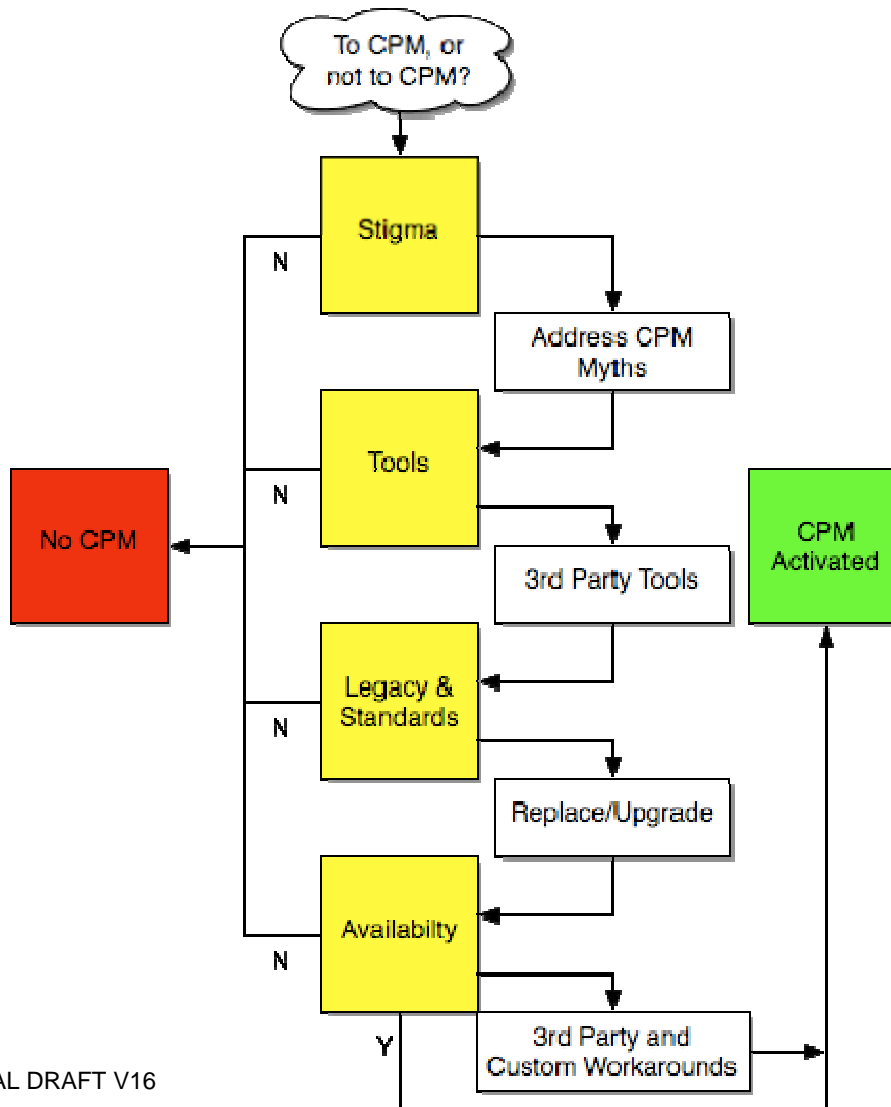 To CPM, or
not to CPM?
Stigma
N
Address CPM
Myths
Tools
N
No CPM
CPM
Activated
3rd Party Tools
Legacy &
Standards
N
Replace/Upgrade
Availabilty
N
Y
3rd Party and
Custom Workarounds
AL DRAFT V16